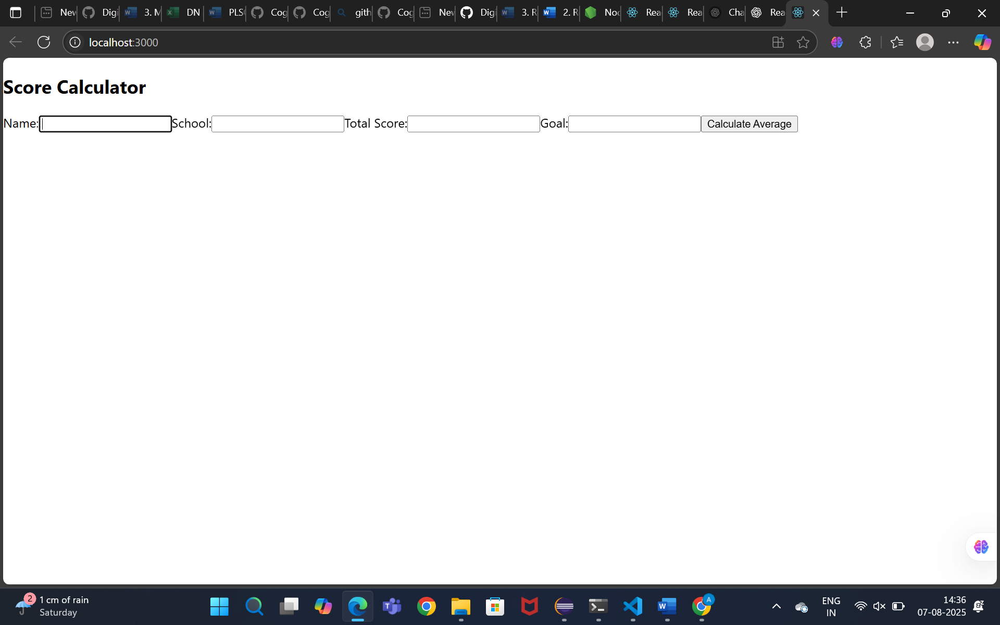 New Digi 3. M DN PLS Cog Cog gith Cog New Digi 3. R 2. R Nod Rea Rea Cha Rea
localhost:3000
Score Calculator
Name: School: Total Score: Goal: Calculate Average
2 1 cm of rain
Saturday
A
ENG
IN
14:36
07-08-2025